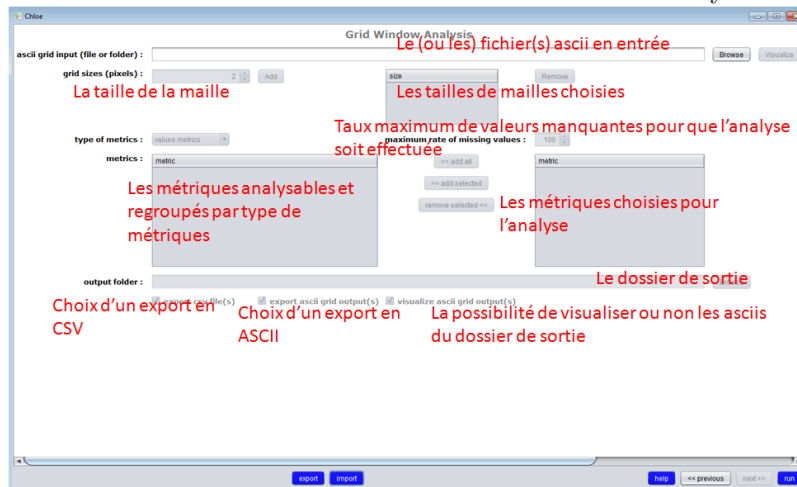 Chloe
Grid Window Analysis
ascii grid input (file or folder) :
Le (ou les) fichier(s) ascii en entrée
Browse
Visualize
grid sizes (pixels) :
2
Add
size
Remove
La taille de la maille
Les tailles de mailles choisies
Taux maximum de valeurs manquantes pour que l'analyse
soit effectuée
type of metrics :
values metrics
maximum rate of missing values :
100
metrics :
metric
>> add all
metric
>> add selected
remove selected <<
Les métriques analysables et
regroupés par type de
métriques
Les métriques choisies pour
l'analyse
output folder :
Le dossier de sortie
export csv file(s)
export ascii grid output(s)
visualize ascii grid output(s)
Choix d'un export en
CSV
Choix d'un export en
ASCII
La possibilité de visualiser ou non les asciis
du dossier de sortie
export
import
help
<< previous
next >>
run